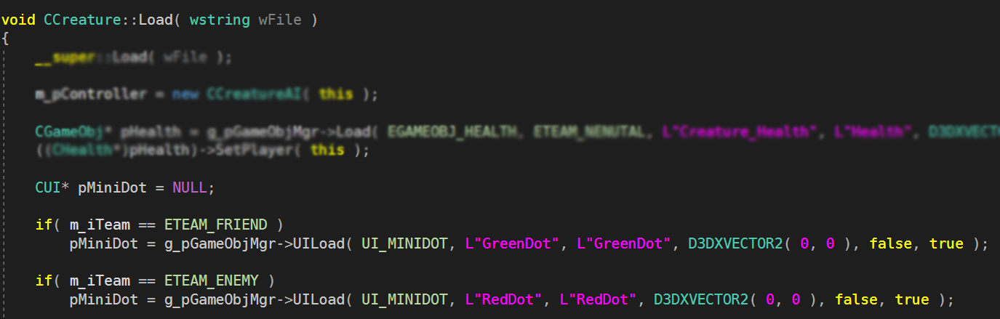 void CCreature::Load( wstring wFile )
{
__super::Load( wFile );
m_pController = new CCreatureAI( this );
CGameObj* pHealth = g_pGameObjMgr->Load( EGAMEOBJ_HEALTH, ETEAM_NENUTAL, L"Creature_Health", L"Health", D3DXVECT
((CHealth*)pHealth)->SetPlayer( this );
CUI* pMiniDot = NULL;
if( m_iTeam == ETEAM_FRIEND )
pMiniDot = g_pGameObjMgr->UILoad( UI_MINIDOT, L"GreenDot", L"GreenDot", D3DXVECTOR2( 0, 0 ), false, true );
if( m_iTeam == ETEAM_ENEMY )
pMiniDot = g_pGameObjMgr->UILoad( UI_MINIDOT, L"RedDot", L"RedDot", D3DXVECTOR2( 0, 0 ), false, true );